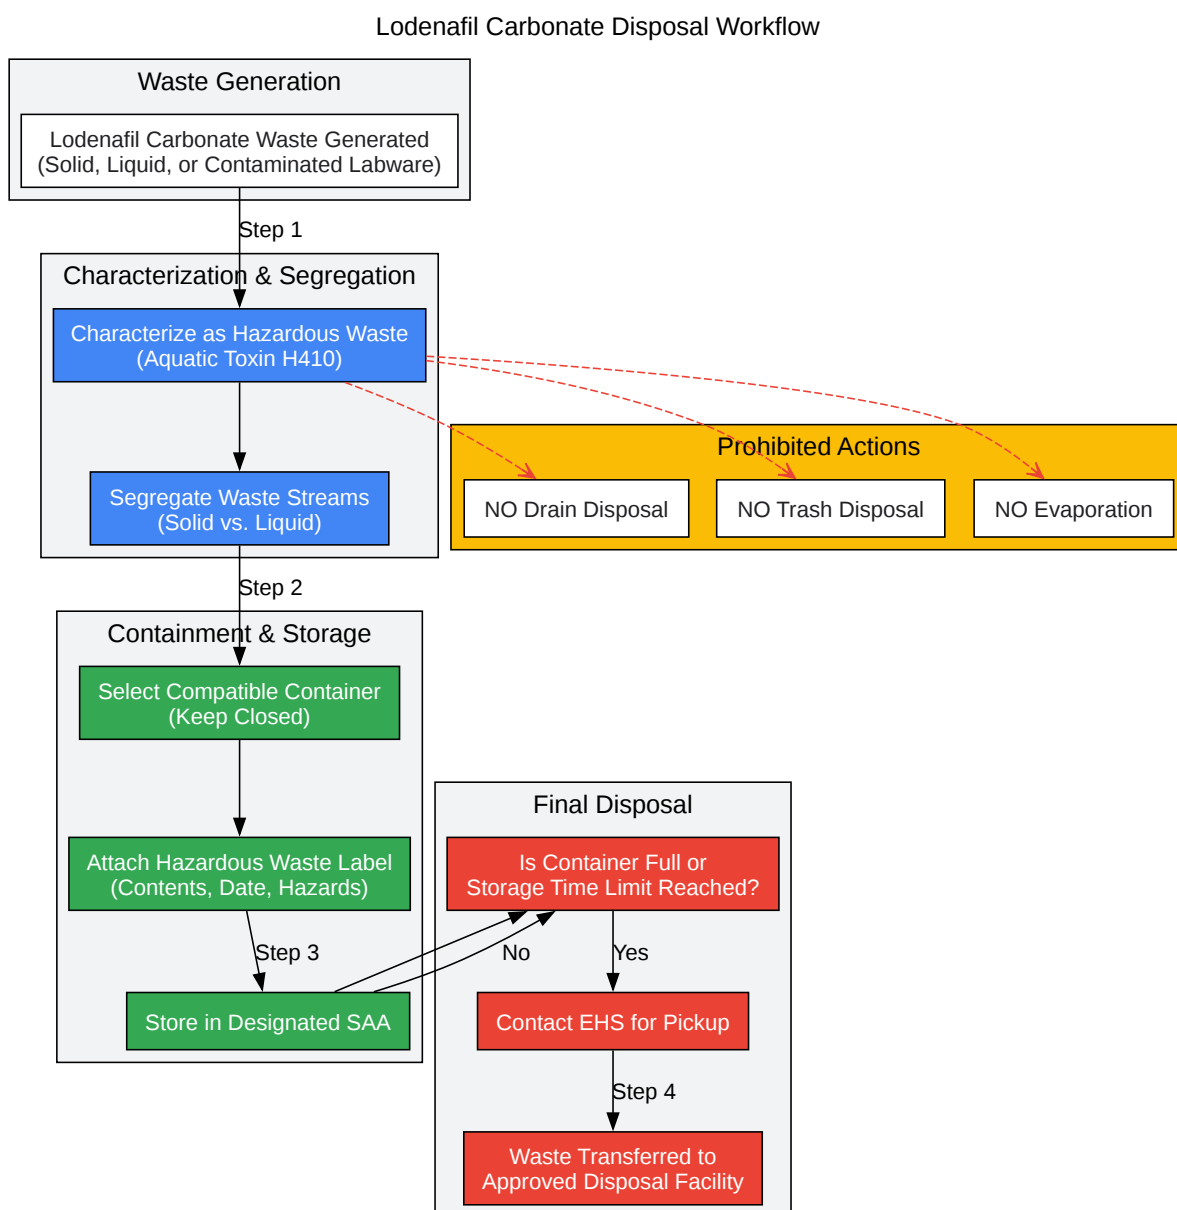 Lodenafil Carbonate Disposal Workflow
Waste Generation
Lodenafil Carbonate Waste Generated
(Solid, Liquid, or Contaminated Labware)
Step 1
Characterization & Segregation
Characterize as Hazardous Waste
(Aquatic Toxin H410)
Prohibited Actions
Segregate Waste Streams
(Solid vs. Liquid)
NO Drain Disposal
NO Trash Disposal
NO Evaporation
Step 2
Containment & Storage
Select Compatible Container
(Keep Closed)
Attach Hazardous Waste Label
(Contents, Date, Hazards)
Step 3
Store in Designated SAA
Final Disposal
Is Container Full or
Storage Time Limit Reached?
No
Yes
Contact EHS for Pickup
Step 4
Waste Transferred to
Approved Disposal Facility